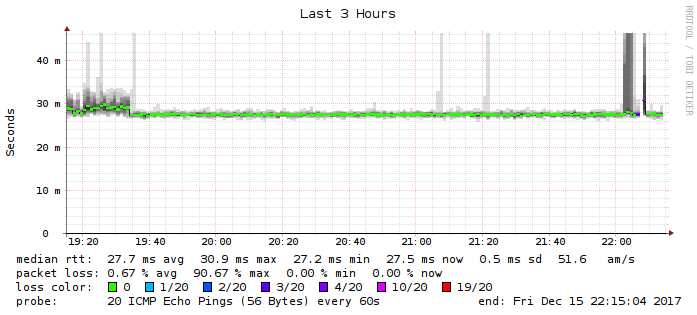 Last 3 Hours
RRDTOOL / TOBI OETIKER
Seconds
40 m
30 m
20 m
10 m
0
19:20 19:40 20:00 20:20 20:40 21:00 21:20 21:40 22:00
median rtt: 27.7 ms avg 30.9 ms max 27.2 ms min 27.5 ms now 0.5 ms sd 51.6 am/s
packet loss: 0.67 % avg 90.67 % max 0.00 % min 0.00 % now
loss color: 0 1/20 2/20 3/20 4/20 10/20 19/20
probe: 20 ICMP Echo Pings (56 Bytes) every 60s end: Fri Dec 15 22:15:04 2017